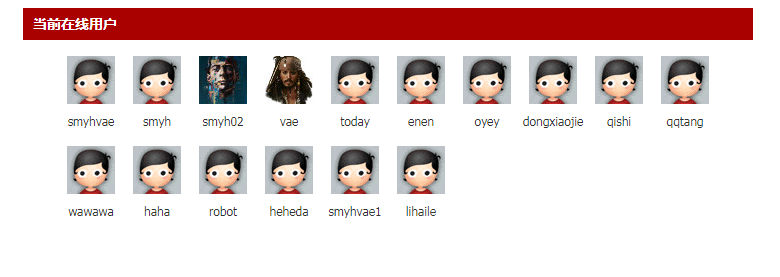 当前在线用户
smyhvae smyh smyh02 vae today enen oyey dongxiaojie qishi qqtang
wawawa haha robot heheda smyhvae1 lihaile